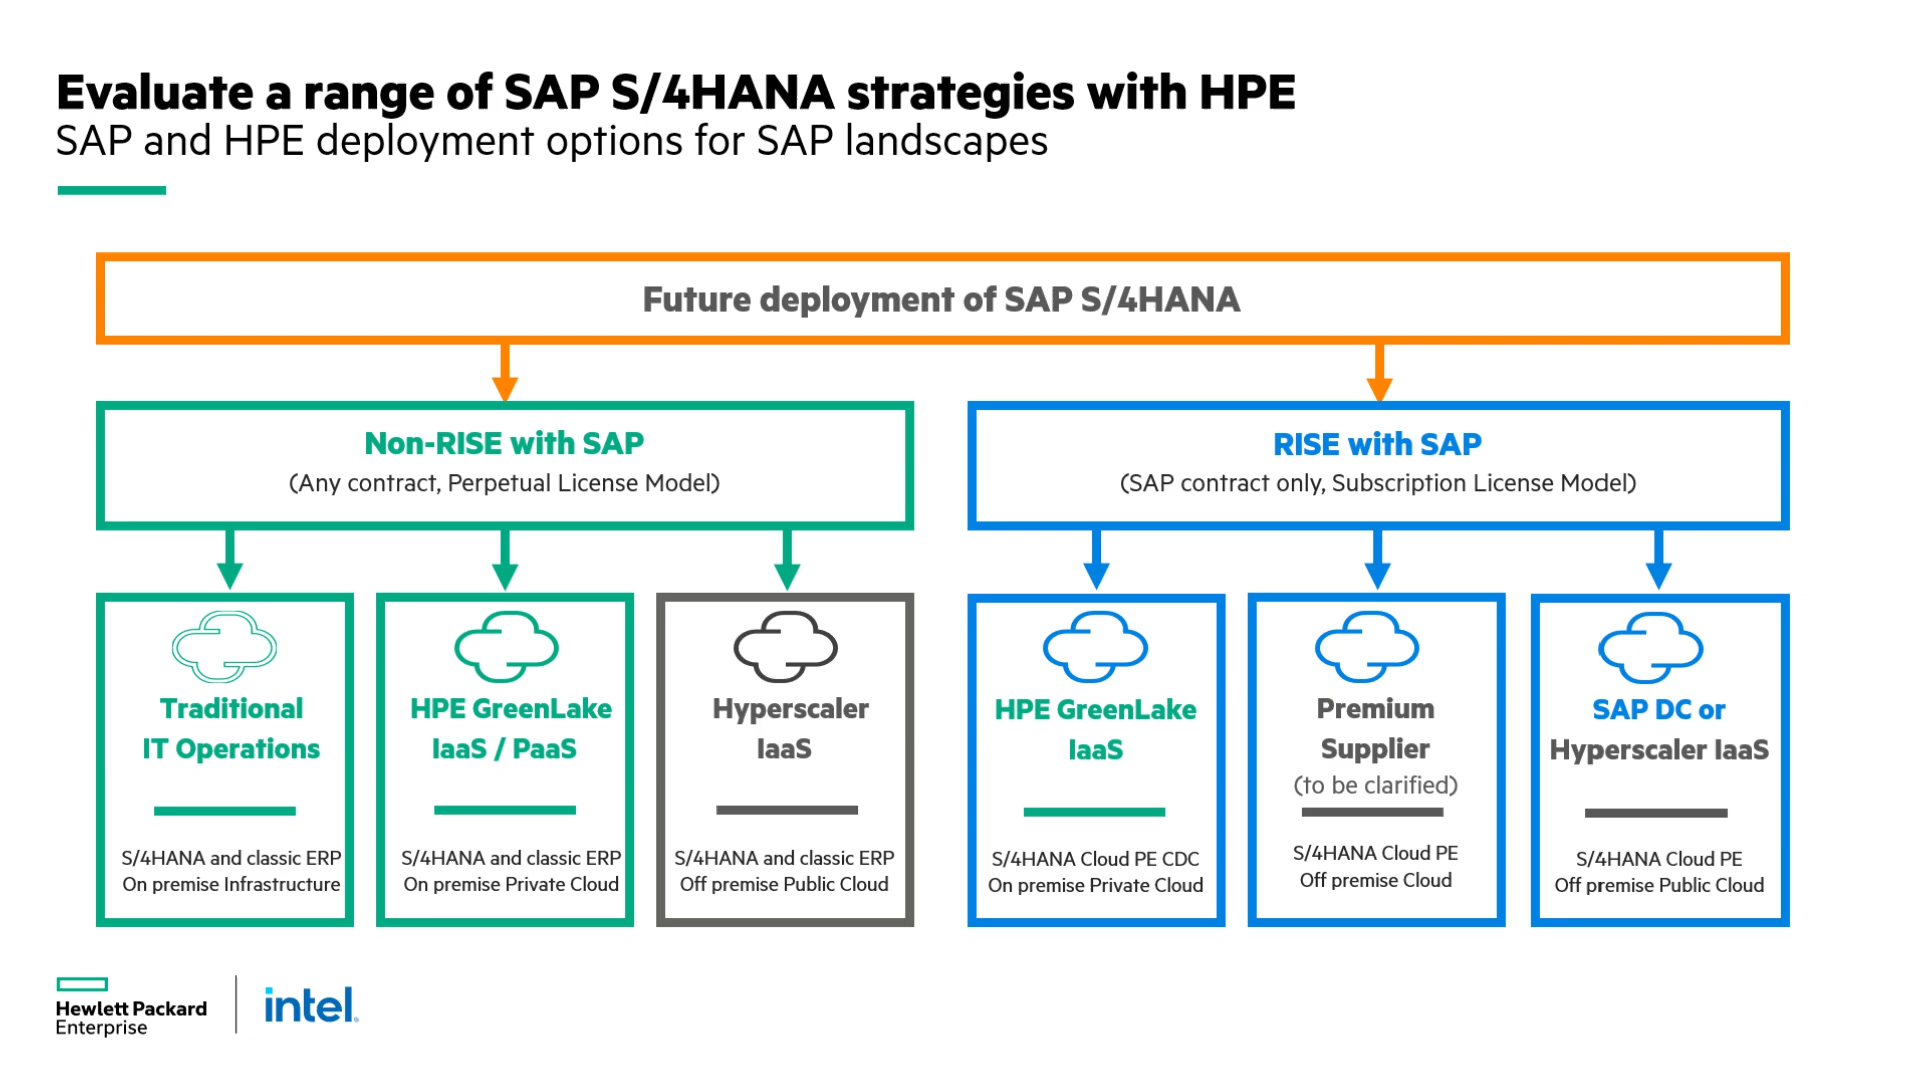 Evaluate a range of SAP S/4HANA strategies with HPE
SAP and HPE deployment options for SAP landscapes
Future deployment of SAP S/4HANA
Non-RISE with SAP
(Any contract, Perpetual License Model)
RISE with SAP
(SAP contract only, Subscription License Model)
Traditional
IT Operations
S/4HANA and classic ERP
On premise Infrastructure
HPE GreenLake
IaaS / PaaS
S/4HANA and classic ERP
On premise Private Cloud
Hyperscaler
IaaS
S/4HANA and classic ERP
Off premise Public Cloud
HPE GreenLake
IaaS
S/4HANA Cloud PE CDC
On premise Private Cloud
Premium
Supplier
(to be clarified)
S/4HANA Cloud PE
Off premise Cloud
SAP DC or
Hyperscaler IaaS
S/4HANA Cloud PE
Off premise Public Cloud
Hewlett Packard
Enterprise
intel.